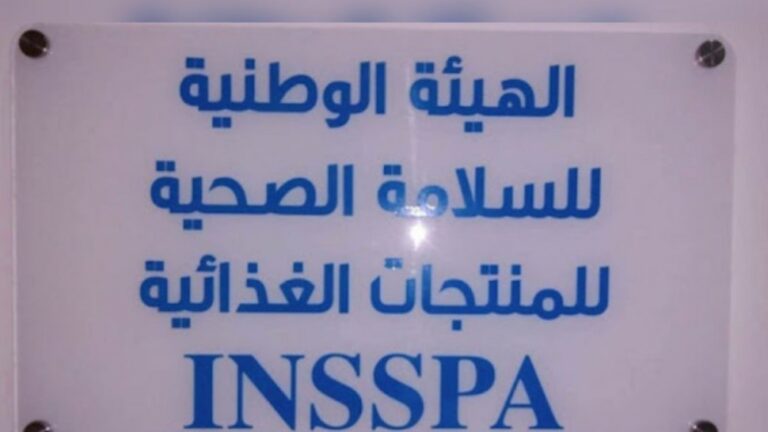 الهيئة الوطنية
للسلامة الصحية
للمنتجات الغذائية
INSSPA